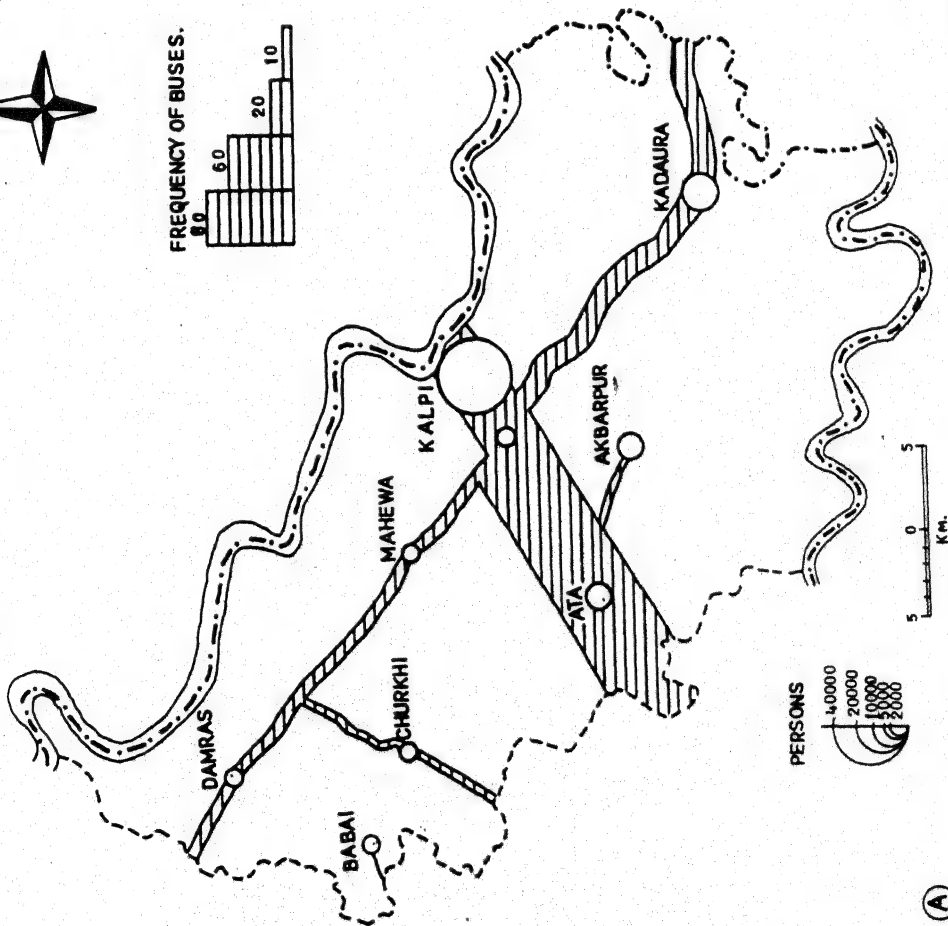 FREQUENCY OF BUSES.
80
60
20
10
KALPI
KADAURA
AKBARPUR
MAHEWA
ATA
DAMRAS
CHURKHI
BABAI
PERSONS
40000
20000
10000
5000
2000
5 0 5
Km.
A